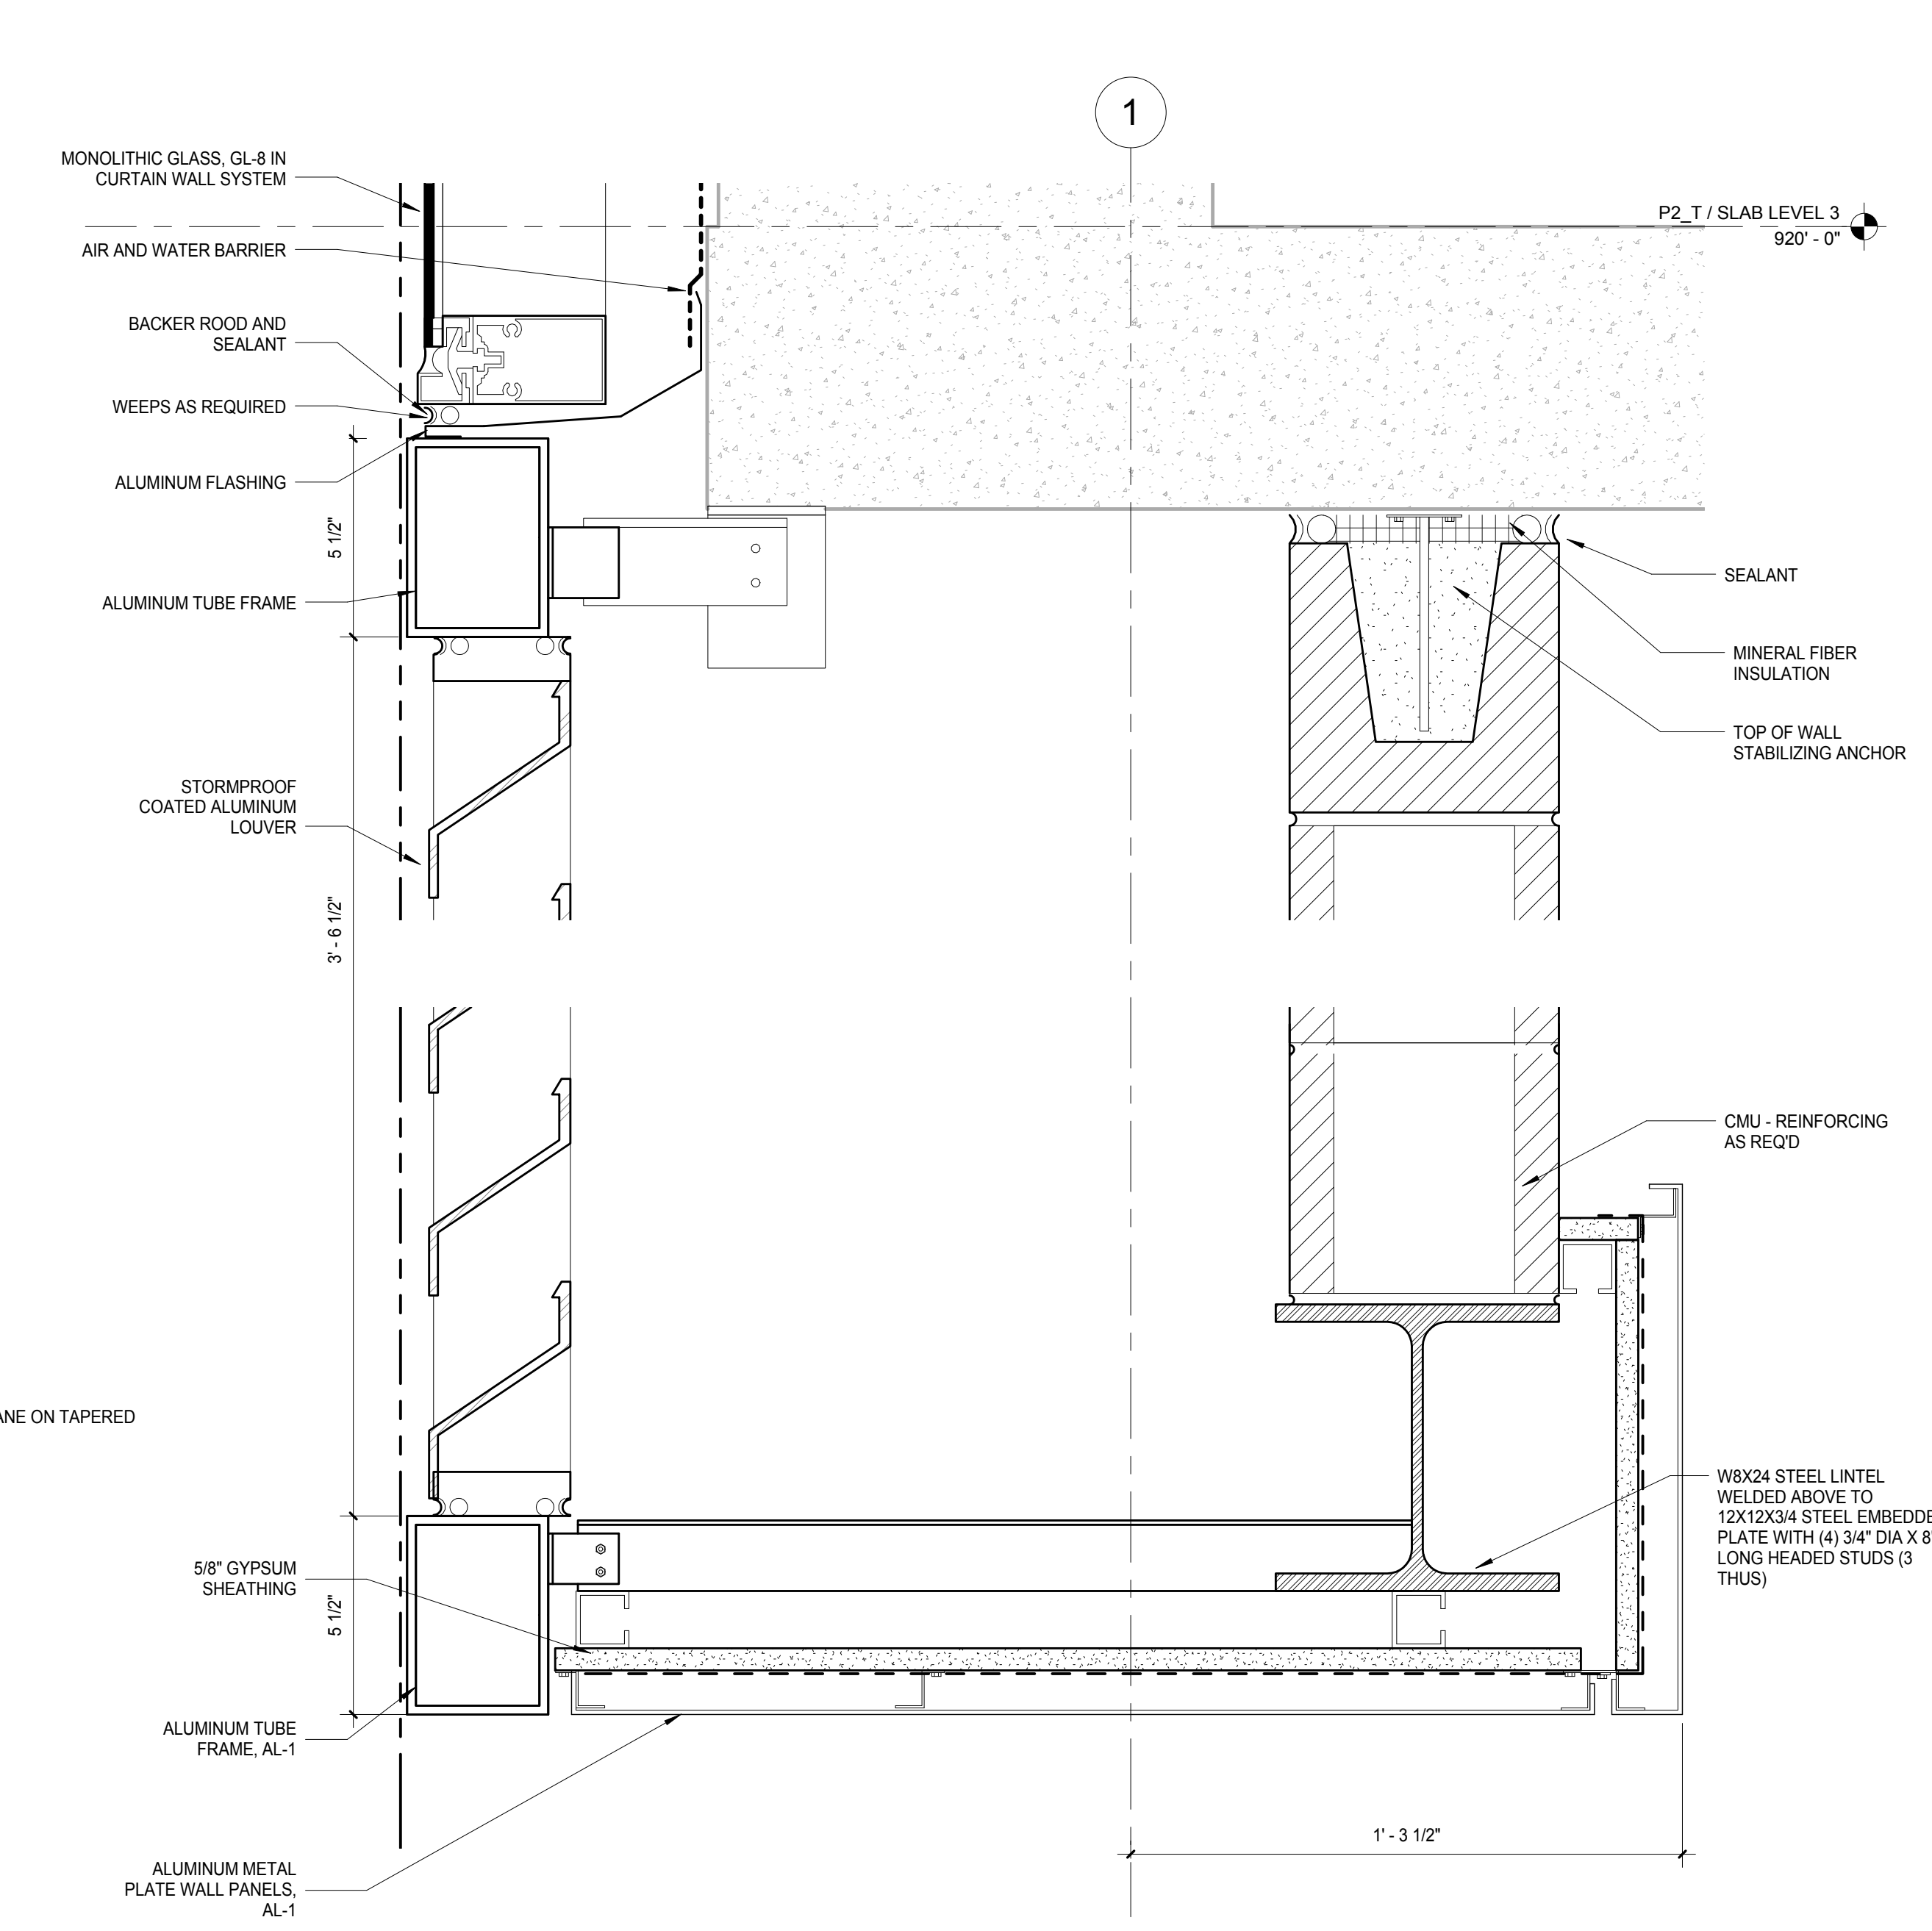 1
MONOLITHIC GLASS, GL-8 IN
CURTAIN WALL SYSTEM
P2_T / SLAB LEVEL 3
920' - 0"
AIR AND WATER BARRIER
BACKER ROOD AND
SEALANT
WEEPS AS REQUIRED
ALUMINUM FLASHING
5 1/2"
ALUMINUM TUBE FRAME
SEALANT
MINERAL FIBER
INSULATION
TOP OF WALL
STABILIZING ANCHOR
STORMPROOF
COATED ALUMINUM
LOUVER
3' - 6 1/2"
CMU - REINFORCING
AS REQ'D
ANE ON TAPERED
W8X24 STEEL LINTEL
WELDED ABOVE TO
12X12X3/4 STEEL EMBEDDE
PLATE WITH (4) 3/4" DIA X 8"
LONG HEADED STUDS (3
THUS)
5/8" GYPSUM
SHEATHING
5 1/2"
ALUMINUM TUBE
FRAME, AL-1
1' - 3 1/2"
ALUMINUM METAL
PLATE WALL PANELS,
AL-1